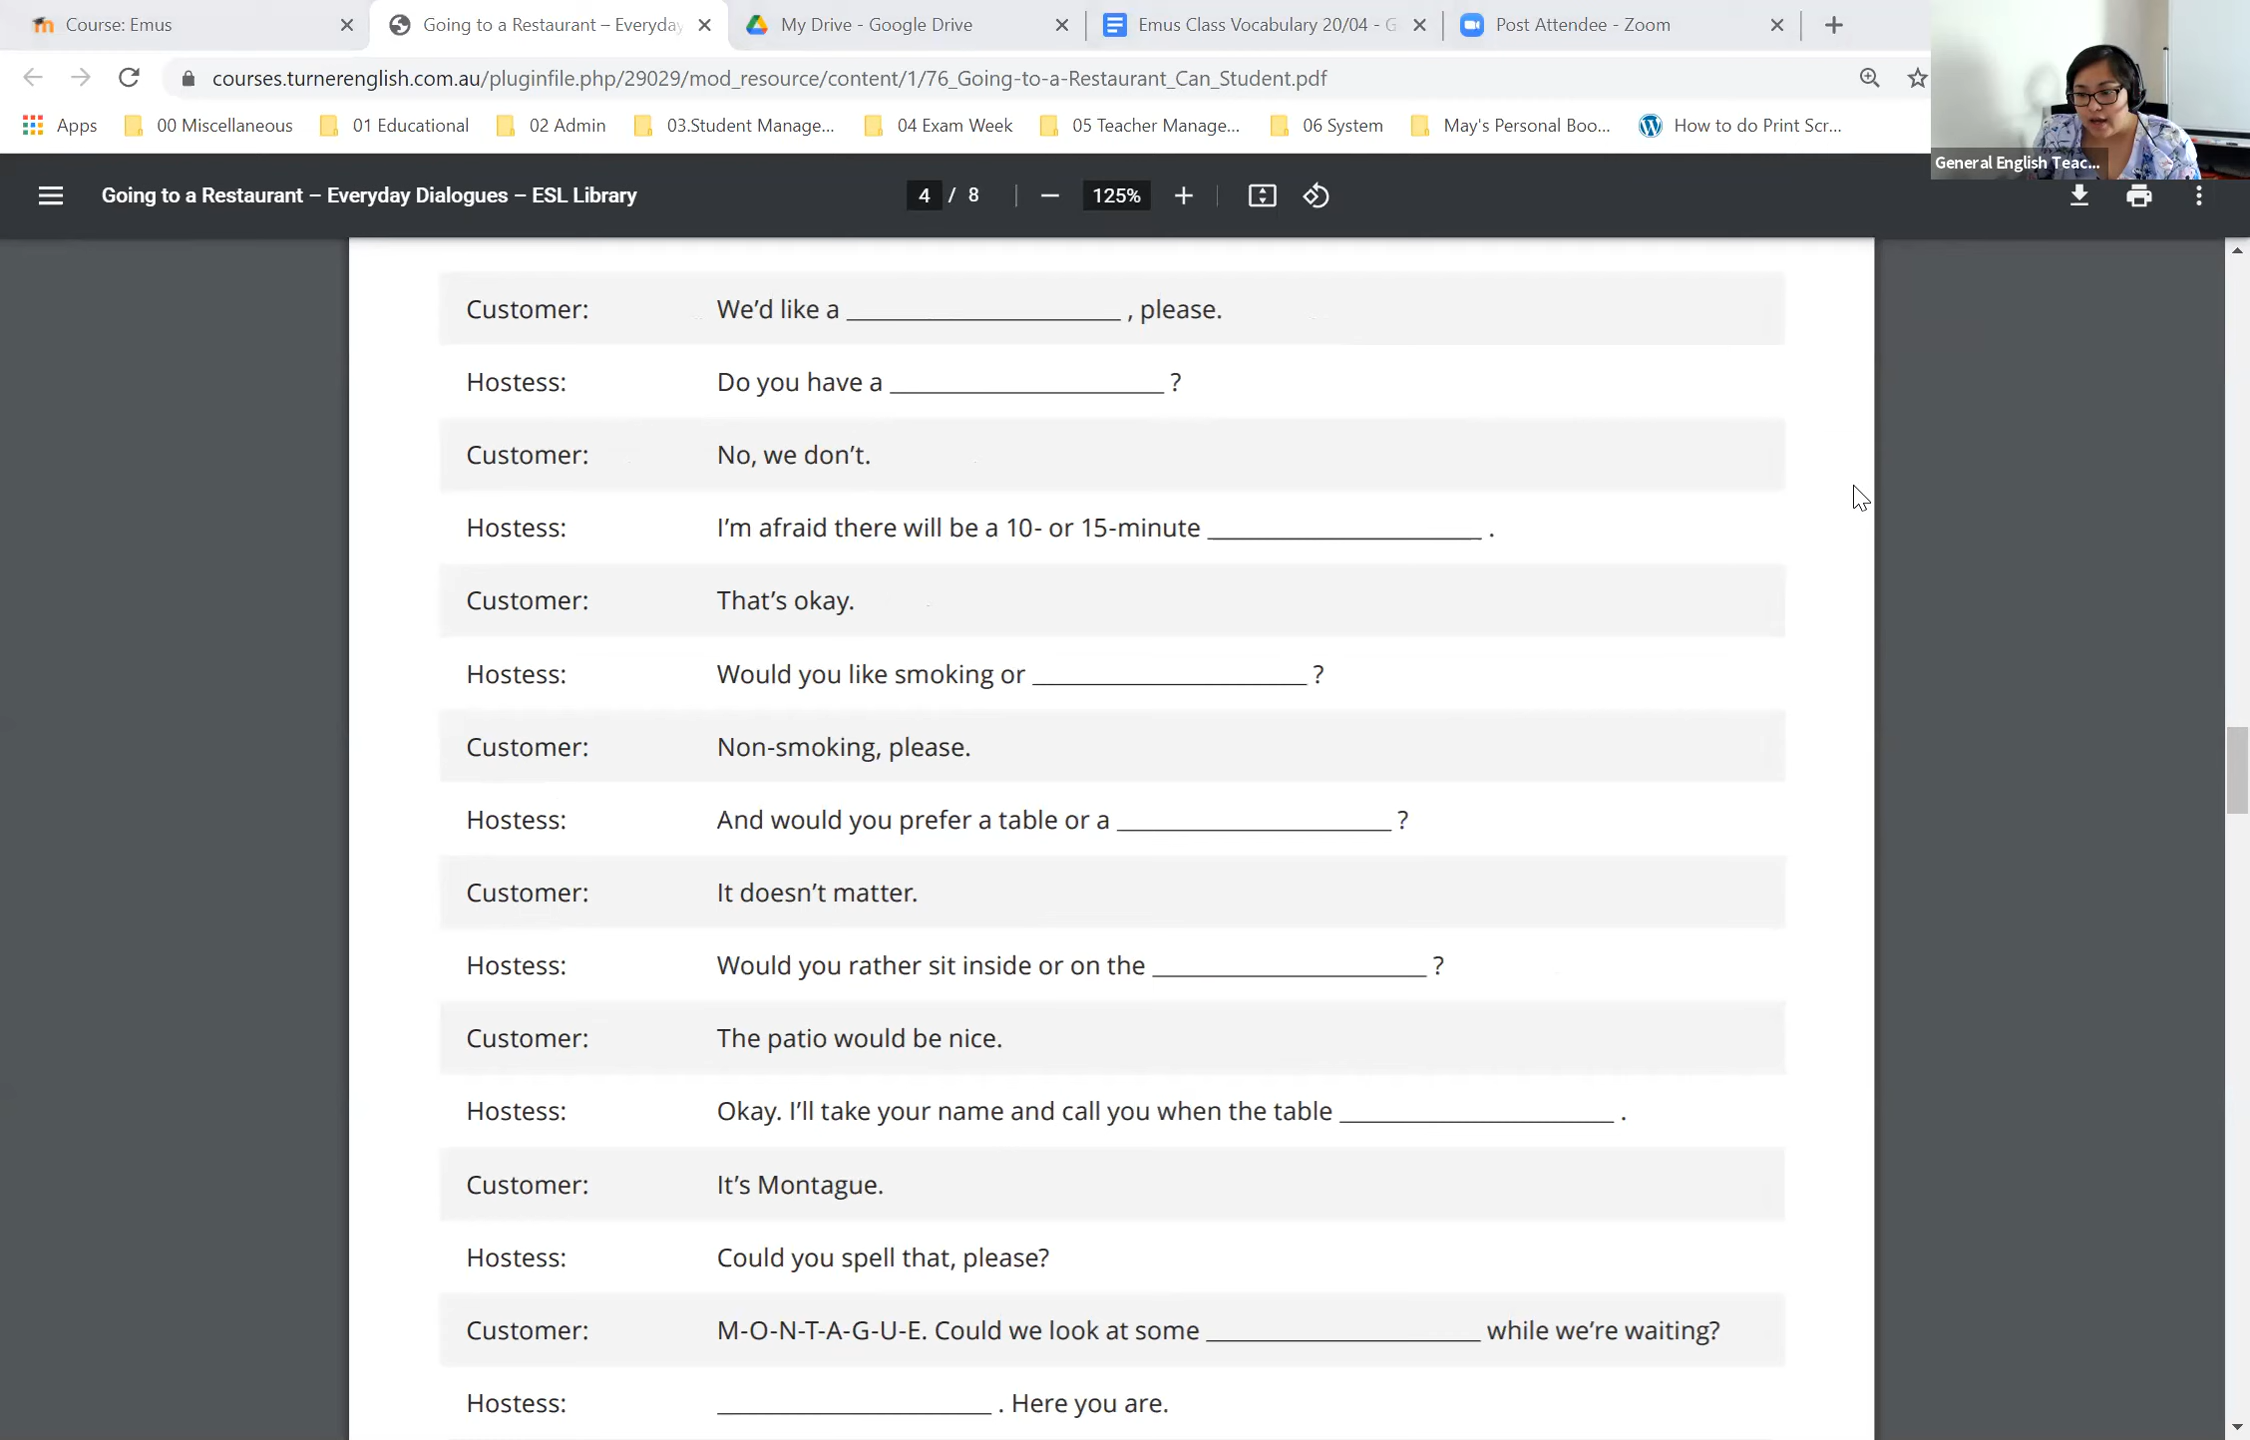 Course: Emus
Going to a Restaurant – Everyday
My Drive - Google Drive
Emus Class Vocabulary 20/04 - G
Post Attendee - Zoom
courses.turnerenglish.com.au/pluginfile.php/29029/mod_resource/content/1/76_Going-to-a-Restaurant_Can_Student.pdf
Apps 00 Miscellaneous 01 Educational 02 Admin 03.Student Manage... 04 Exam Week 05 Teacher Manage... 06 System May's Personal Boo... How to do Print Scr...
General English Teac...
Going to a Restaurant – Everyday Dialogues – ESL Library 4 / 8 125%
Customer: We'd like a ____________________ , please.
Hostess: Do you have a ____________________ ?
Customer: No, we don't.
Hostess: I'm afraid there will be a 10- or 15-minute ____________________ .
Customer: That's okay.
Hostess: Would you like smoking or ____________________ ?
Customer: Non-smoking, please.
Hostess: And would you prefer a table or a ____________________ ?
Customer: It doesn't matter.
Hostess: Would you rather sit inside or on the ____________________ ?
Customer: The patio would be nice.
Hostess: Okay. I'll take your name and call you when the table ____________________ .
Customer: It's Montague.
Hostess: Could you spell that, please?
Customer: M-O-N-T-A-G-U-E. Could we look at some ____________________ while we're waiting?
Hostess: ____________________ . Here you are.